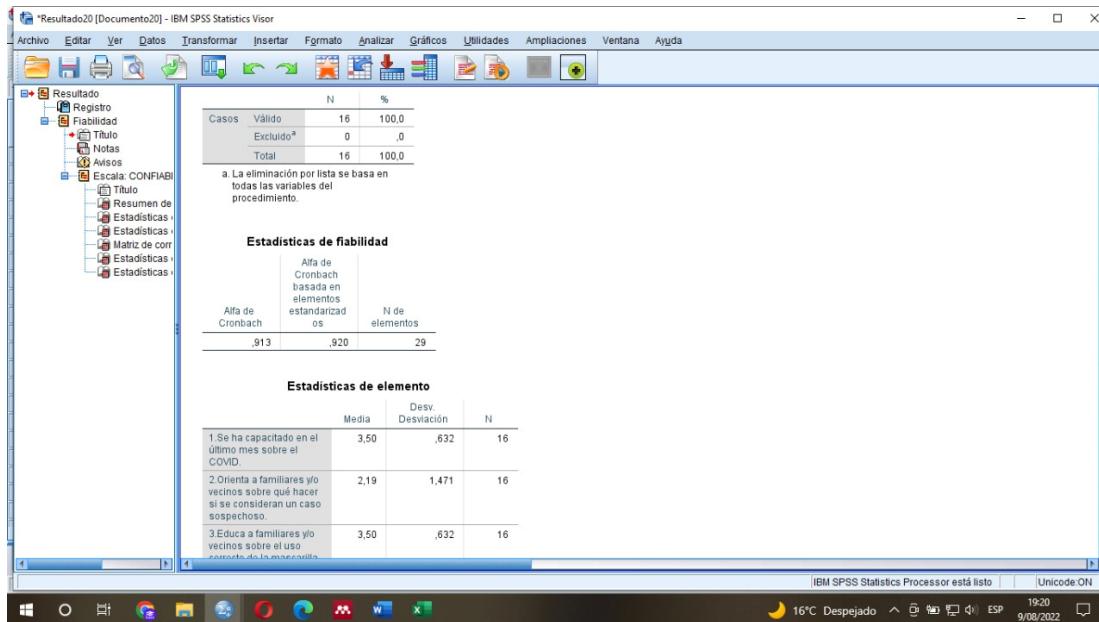 *Resultado20 [Documento20] - IBM SPSS Statistics Visor
Archivo Editar Ver Datos Transformar Insertar Formato Analizar Gráficos Utilidades Ampliaciones Ventana Ayuda
Resultado
Registro
Fiabilidad
Título
Notas
Avisos
Escala: CONFIABI
Título
Resumen de
Estadísticas
Estadísticas
Matriz de corr
Estadísticas
Estadísticas
N %
Casos Válido 16 100,0
Excluido a 0 ,0
Total 16 100,0
a. La eliminación por lista se basa en
todas las variables del
procedimiento.
Estadísticas de fiabilidad
Alfa de
Cronbach
Alfa de
Cronbach
basada en
elementos
estandarizad
os
N de
elementos
,913 ,920 29
Estadísticas de elemento
Media
Desv.
Desviación
N
1.Se ha capacitado en el
último mes sobre el
COVID.
3,50 ,632 16
2.Orienta a familiares y/o
vecinos sobre qué hacer
si se consideran un caso
sospechoso.
2,19 1,471 16
3.Educa a familiares y/o
vecinos sobre el uso
correcto de la mascarilla
3,50 ,632 16
IBM SPSS Statistics Processor está listo Unicode:ON
16°C Despejado ESP
19:20
9/08/2022